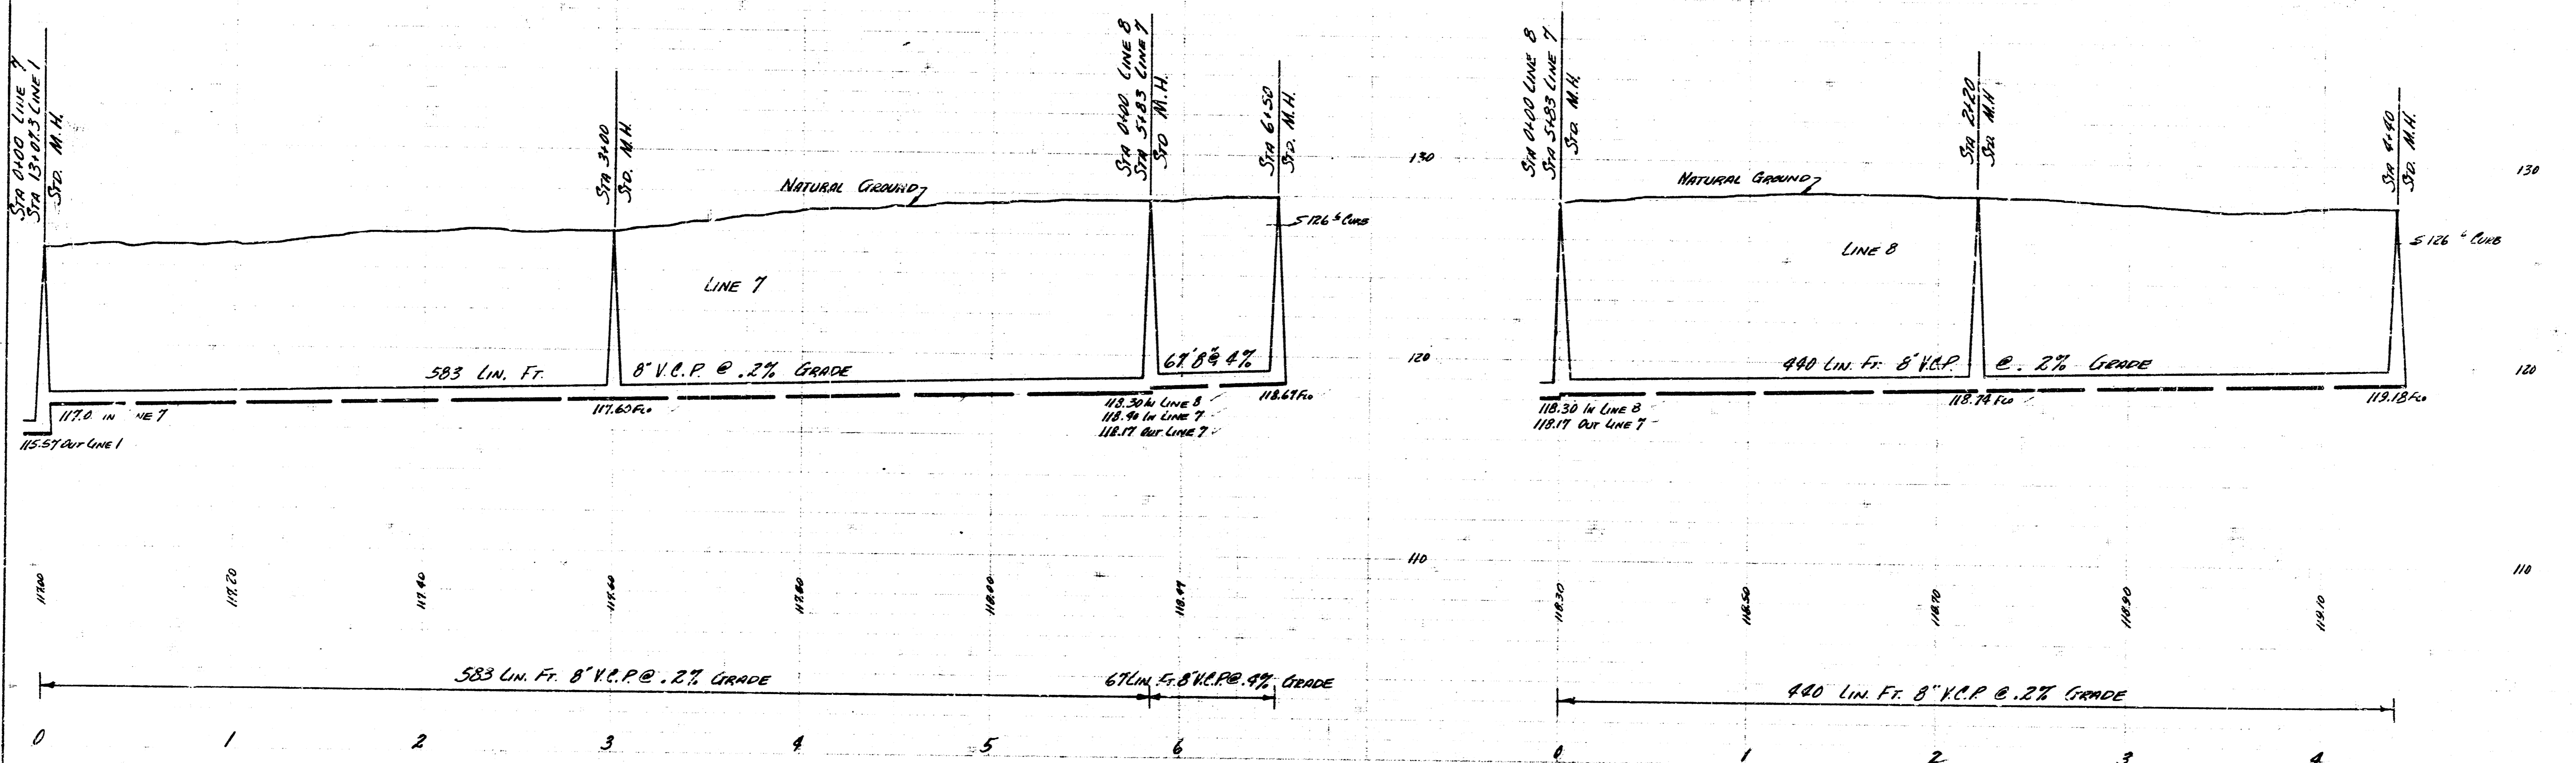 STA 0+00 LINE 7
STA 13+07.3 LINE 1
STD. M.H.
STA 3+00
STD. M.H.
STA 0+00 LINE 8
STA 5+83 LINE 7
STD M.H.
STA 6+50
STD. M.H.
NATURAL GROUND
S 126 CURB
LINE 7
583 LIN. FT. 8" V.C.P. @ .2% GRADE
67' 8" @ .4%
117.0 IN NE 7
115.57 OUT LINE 1
117.60 FLO
118.30 IN LINE 8
118.40 IN LINE 7
118.17 OUT LINE 7
118.67 FLO
130
120
110
117.00
117.20
117.40
117.60
117.80
118.00
583 LIN. FT. 8" V.C.P. @ .2% GRADE
67 LIN. FT. 8" V.C.P. @ .4% GRADE
0 1 2 3 4 5 6
STA 0+00 LINE 8
STA 5+83 LINE 7
STD. M.H.
STA 2+20
STD. M.H
STA 4+40
STD. M.H.
NATURAL GROUND
S 126 CURB
LINE 8
440 LIN. FT. 8" V.C.P. @ .2% GRADE
118.30 IN LINE 8
118.17 OUT LINE 7
118.74 FLO
119.18 FLO
130
120
110
118.30
118.50
118.70
118.90
119.10
440 LIN. FT. 8" V.C.P. @ .2% GRADE
0 1 2 3 4